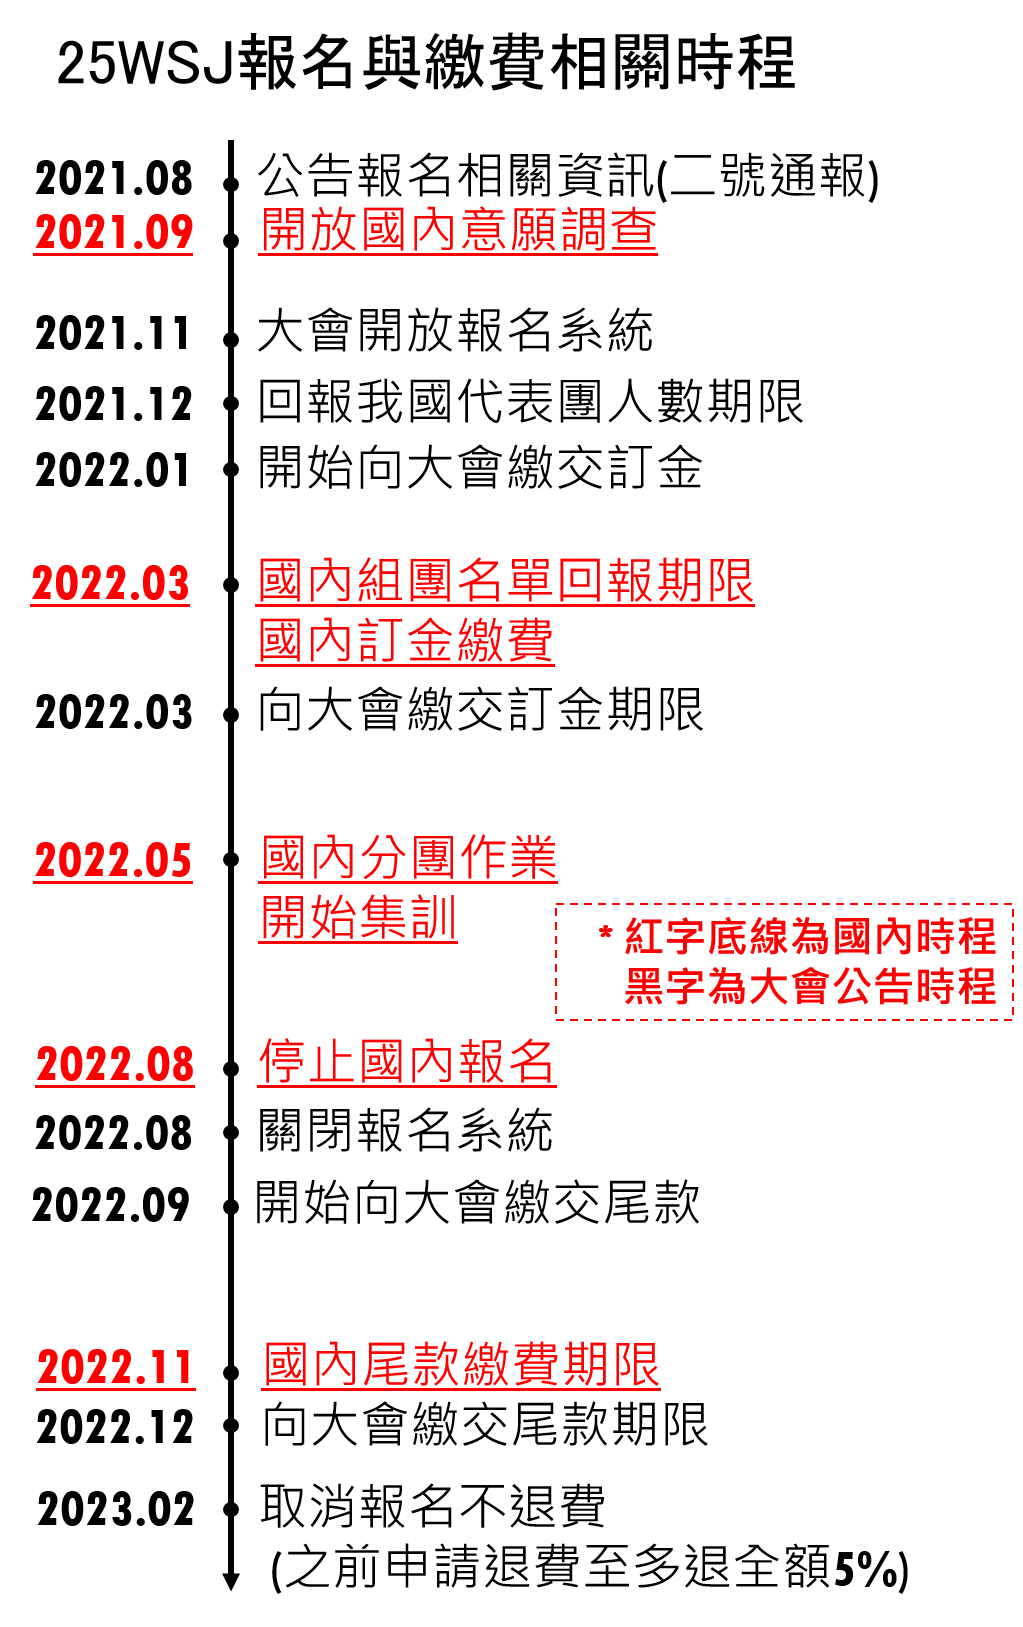 25WSJ報名與繳費相關時程
2021.08 公告報名相關資訊(二號通報)
2021.09 開放國內意願調查
2021.11 大會開放報名系統
2021.12 回報我國代表團人數期限
2022.01 開始向大會繳交訂金
2022.03 國內組團名單回報期限
國內訂金繳費
2022.03 向大會繳交訂金期限
2022.05 國內分團作業
開始集訓
* 紅字底線為國內時程
黑字為大會公告時程
2022.08 停止國內報名
2022.08 關閉報名系統
2022.09 開始向大會繳交尾款
2022.11 國內尾款繳費期限
2022.12 向大會繳交尾款期限
2023.02 取消報名不退費
(之前申請退費至多退全額5%)